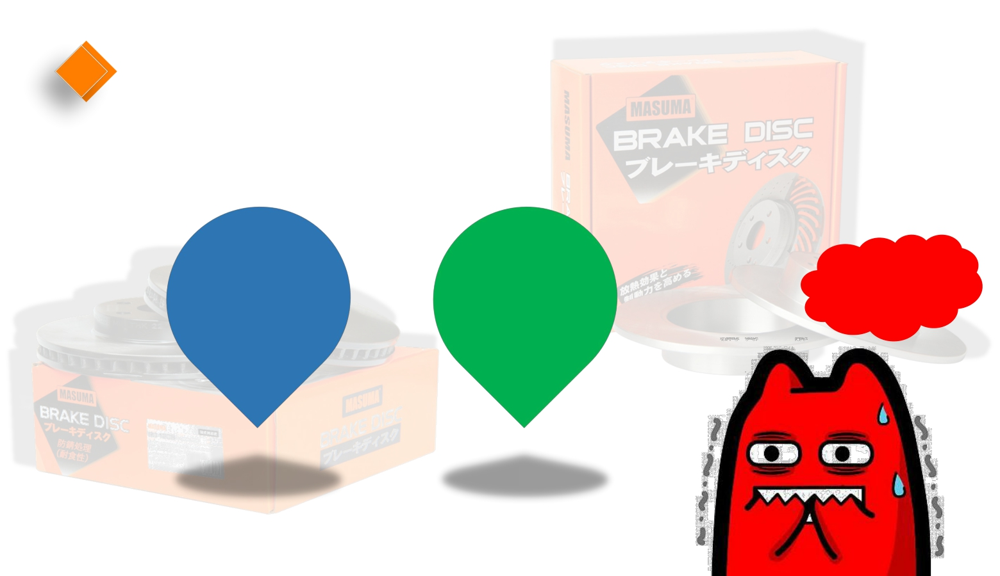 MASUMA
BRAKE DISC
ブレーキディスク
MASUMA
BRA
放熱効果と
制動力を高める
MASUMA
BRAKE DISC
ブレーキディスク
防錆処理
(耐食性)
MASUMA
BRAKE DISC
ブレーキディスク